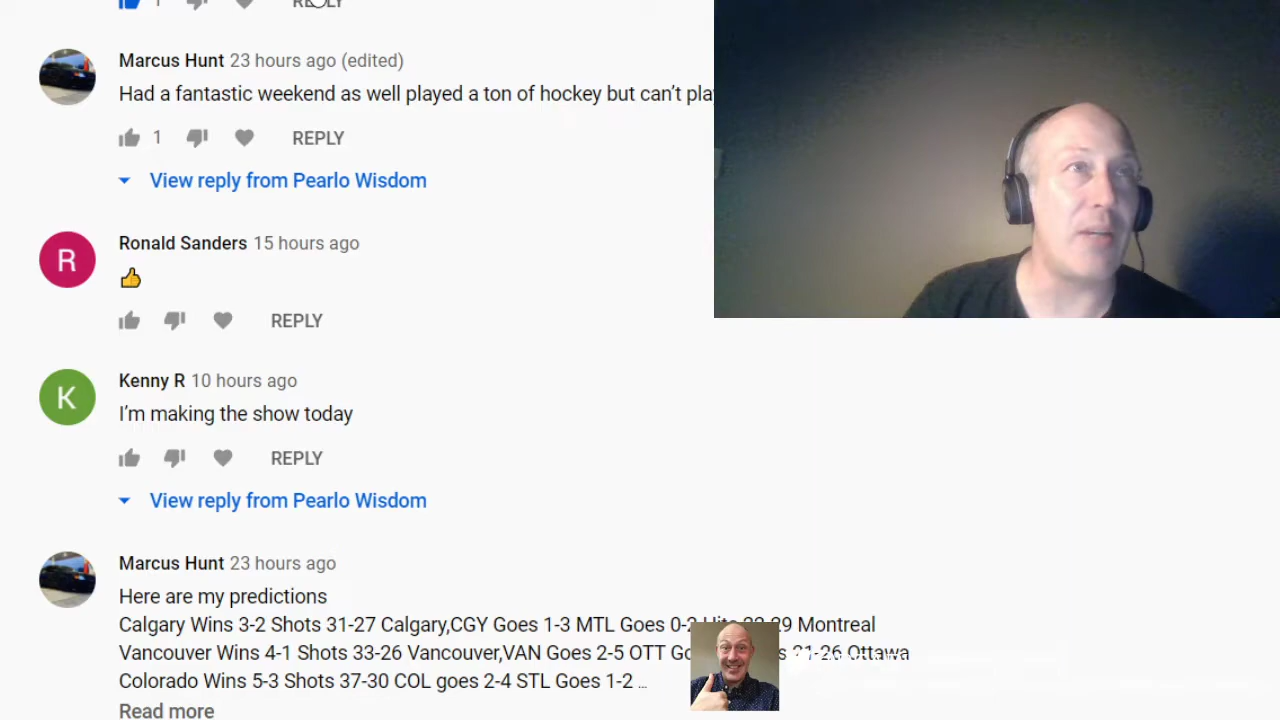 1 REPLY
Marcus Hunt 23 hours ago (edited)
Had a fantastic weekend as well played a ton of hockey but can't
1 REPLY
View reply from Pearlo Wisdom
R
Ronald Sanders 15 hours ago
👍
REPLY
K
Kenny R 10 hours ago
I'm making the show today
REPLY
View reply from Pearlo Wisdom
Marcus Hunt 23 hours ago
Here are my predictions
Calgary Wins 3-2 Shots 31-27 Calgary,CGY Goes 1-3 MTL Goes Montreal
Vancouver Wins 4-1 Shots 33-26 Vancouver,VAN Goes 2-5 OTT Ottawa
Colorado Wins 5-3 Shots 37-30 COL goes 2-4 STL Goes 1-2 …
Read more